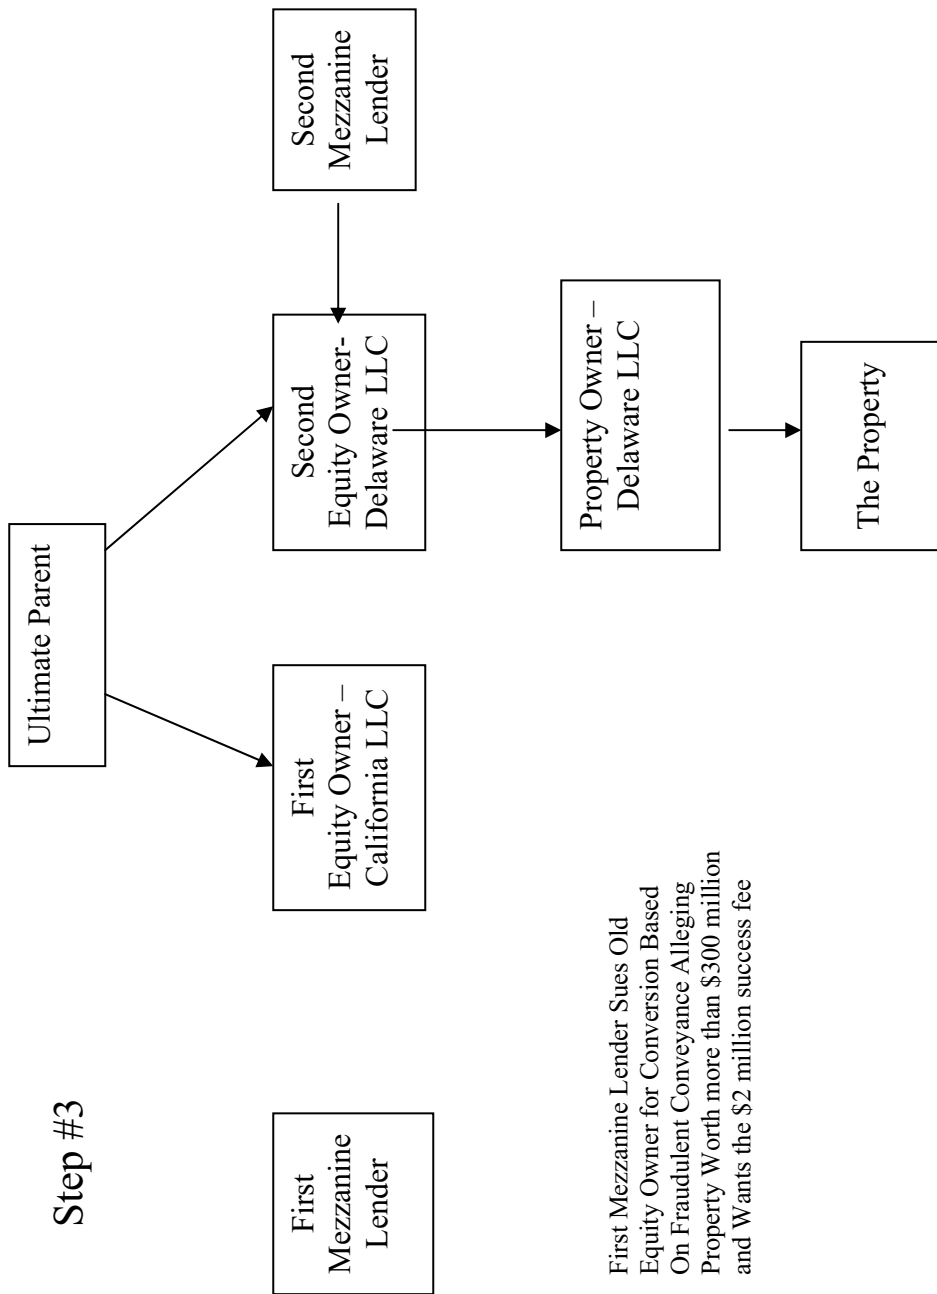 Step #3
Ultimate Parent
First
Mezzanine
Lender
First
Equity Owner –
California LLC
Second
Equity Owner-
Delaware LLC
Second
Mezzanine
Lender
Property Owner –
Delaware LLC
The Property
First Mezzanine Lender Sues Old
Equity Owner for Conversion Based
On Fraudulent Conveyance Alleging
Property Worth more than $300 million
and Wants the $2 million success fee